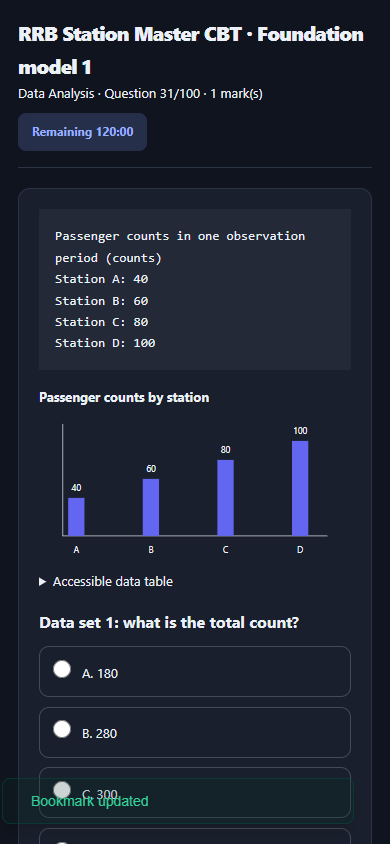 RRB Station Master CBT · Foundation
model 1
Data Analysis · Question 31/100 · 1 mark(s)
Remaining 120:00
Passenger counts in one observation
period (counts)
Station A: 40
Station B: 60
Station C: 80
Station D: 100
Passenger counts by station
40
60
80
100
A
B
C
D
▶ Accessible data table
Data set 1: what is the total count?
A. 180
B. 280
C. 300
Bookmark updated